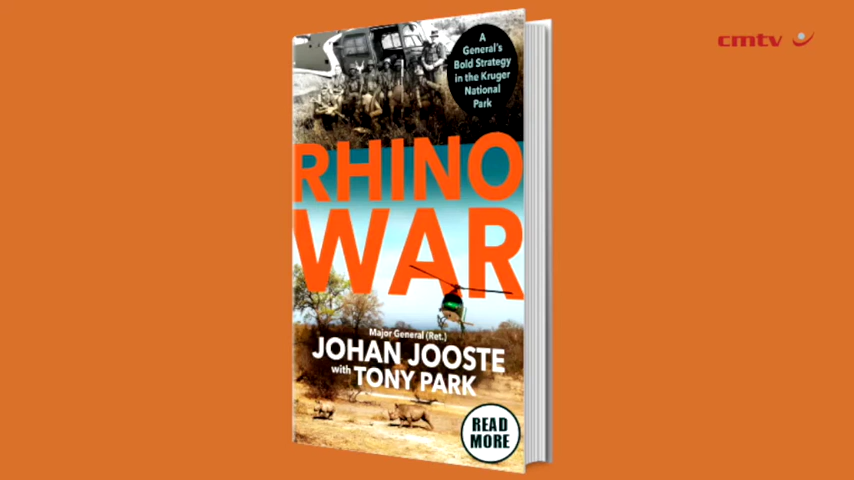 cmtv
A
General's
Bold Strategy
in the Kruger
National
Park
RHINO
WAR
Major General (Ret.)
JOHAN JOOSTE
with TONY PARK
READ
MORE